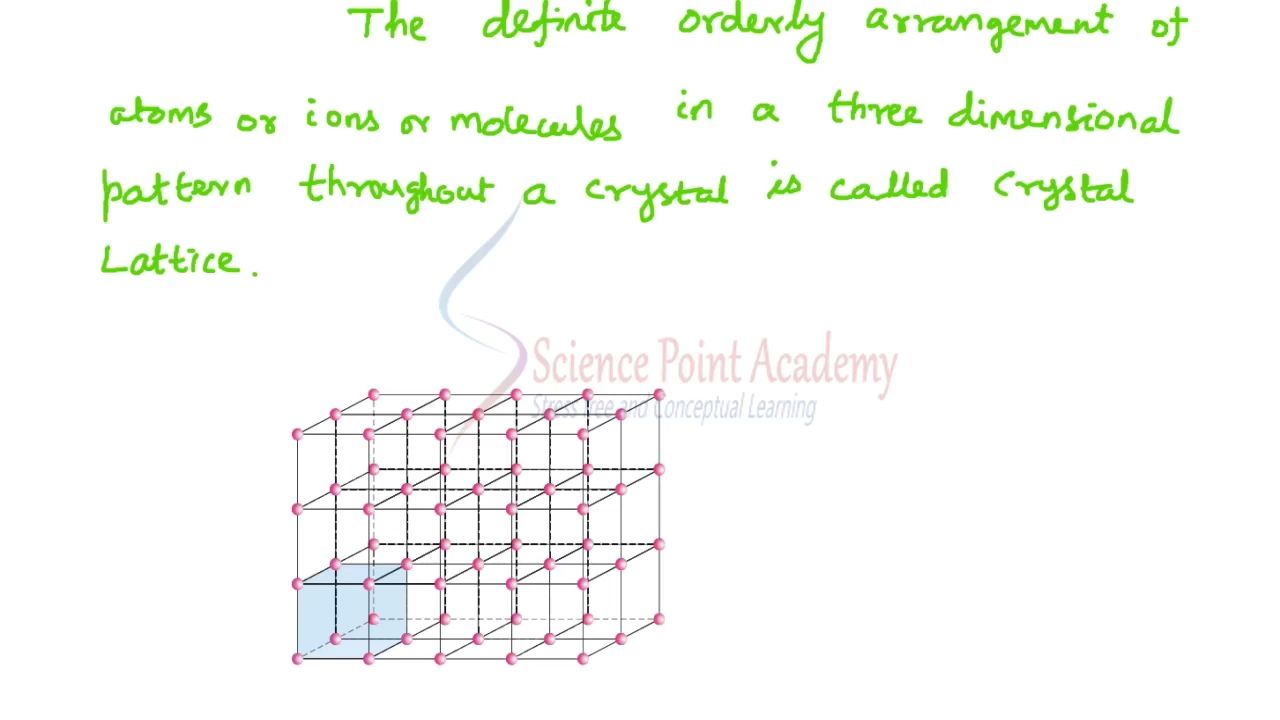 The definite orderly arrangement of
atoms or ions or molecules in a three dimensional
pattern throughout a crystal is called Crystal
Lattice.
Science Point Academy
Stress free and Conceptual Learning